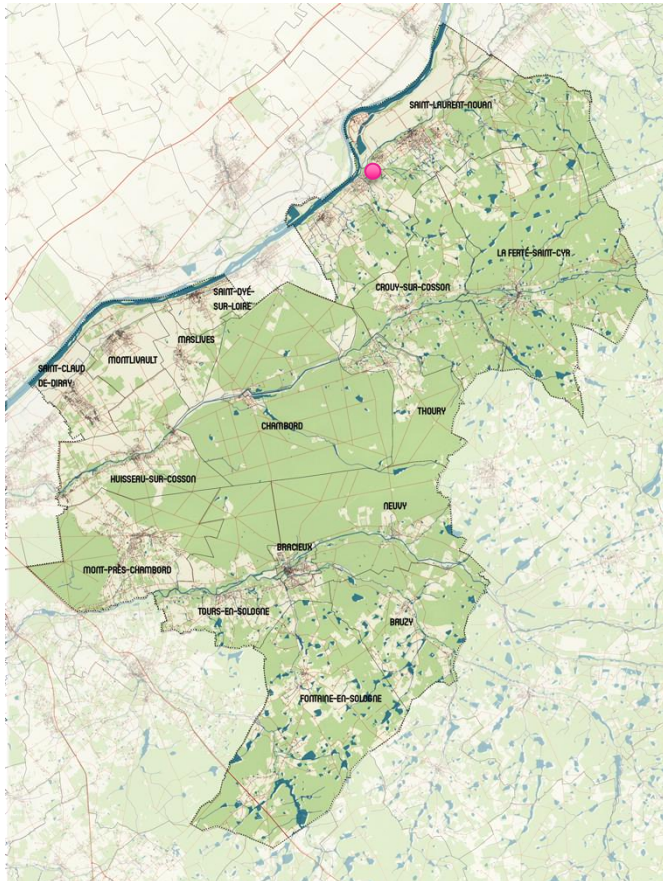 SAINT-LAURENT-NOUAN
LA FERTÉ-SAINT-CYR
CROUY-SUR-COSSON
SAINT-DYÉ-
SUR-LOIRE
MASLIVES
MONTLIVAULT
SAINT-CLAUD
DE-DIRAY
THOURY
CHAMBORD
HUISSEAU-SUR-COSSON
NEUVY
BRACIEUX
MONT-PRÈS-CHAMBORD
TOURS-EN-SOLOGNE
BAUZY
FONTAINE-EN-SOLOGNE